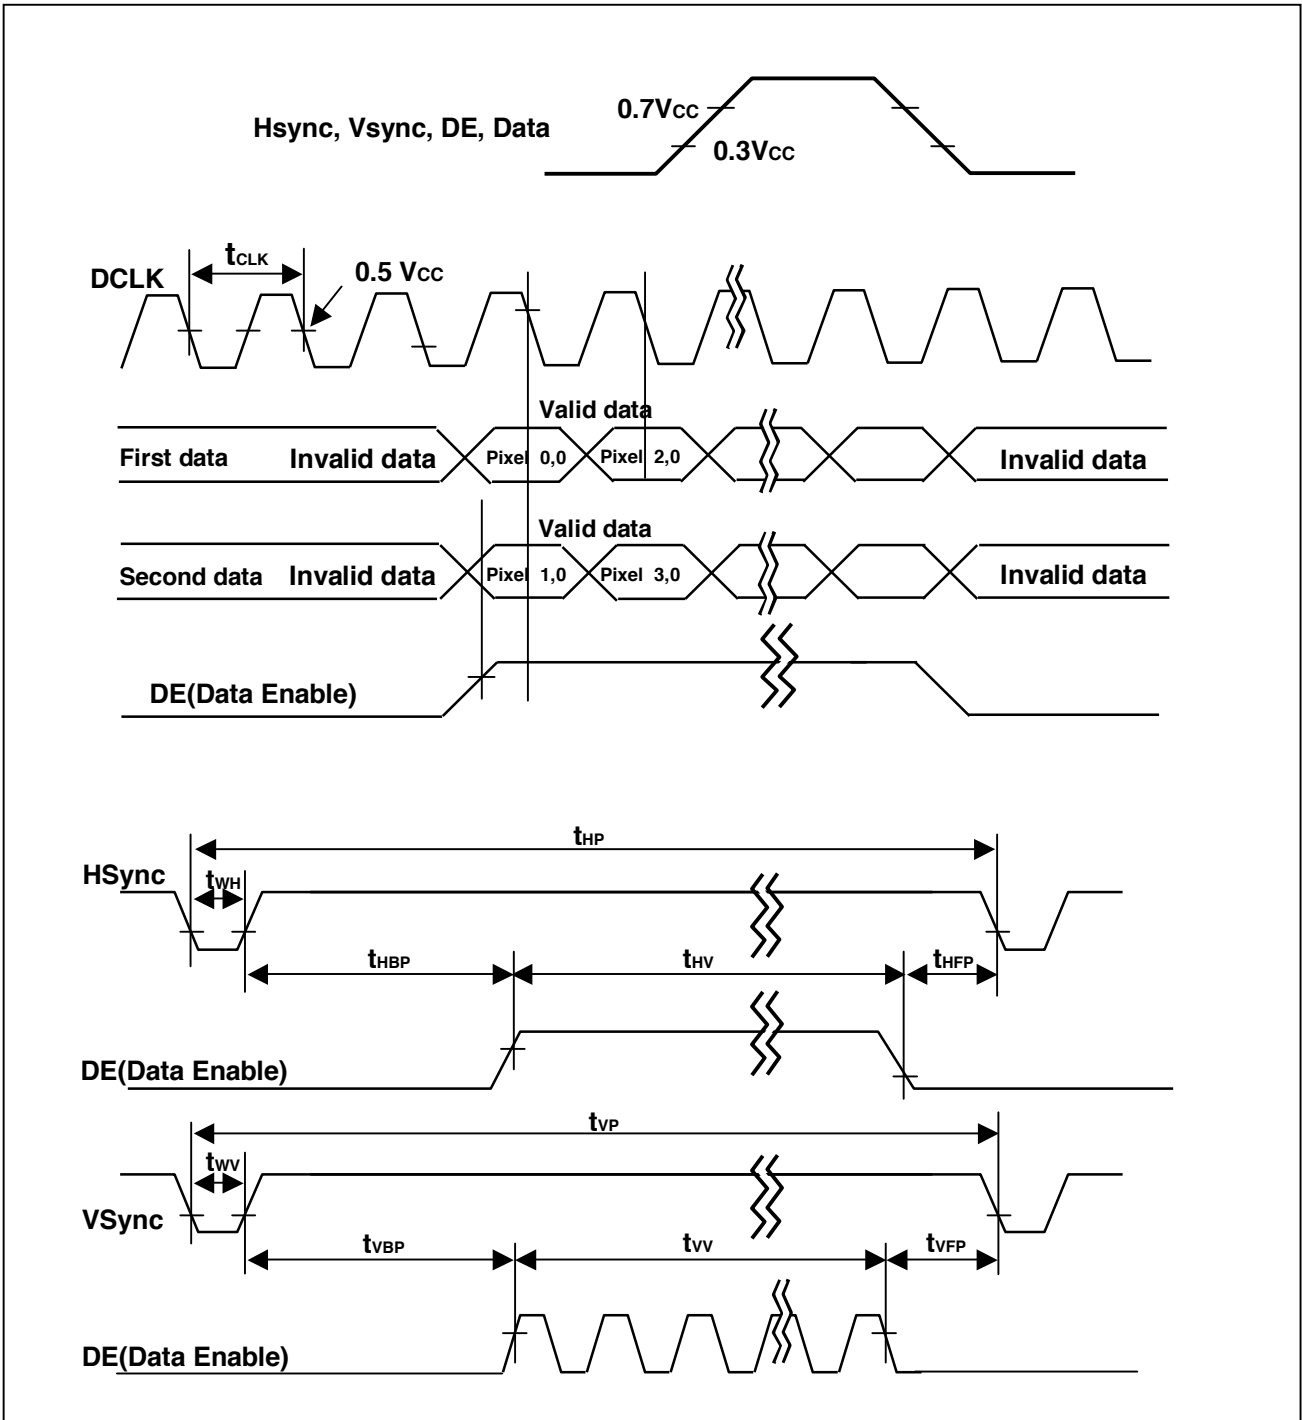 0.7VCC
Hsync, Vsync, DE, Data
0.3VCC
tCLK
DCLK
0.5 VCC
Valid data
First data Invalid data Pixel 0,0 Pixel 2,0 Invalid data
Valid data
Second data Invalid data Pixel 1,0 Pixel 3,0 Invalid data
DE(Data Enable)
tHP
HSync
tWH
tHBP tHV tHFP
DE(Data Enable)
tVP
tWV
VSync
tVBP tVV tVFP
DE(Data Enable)